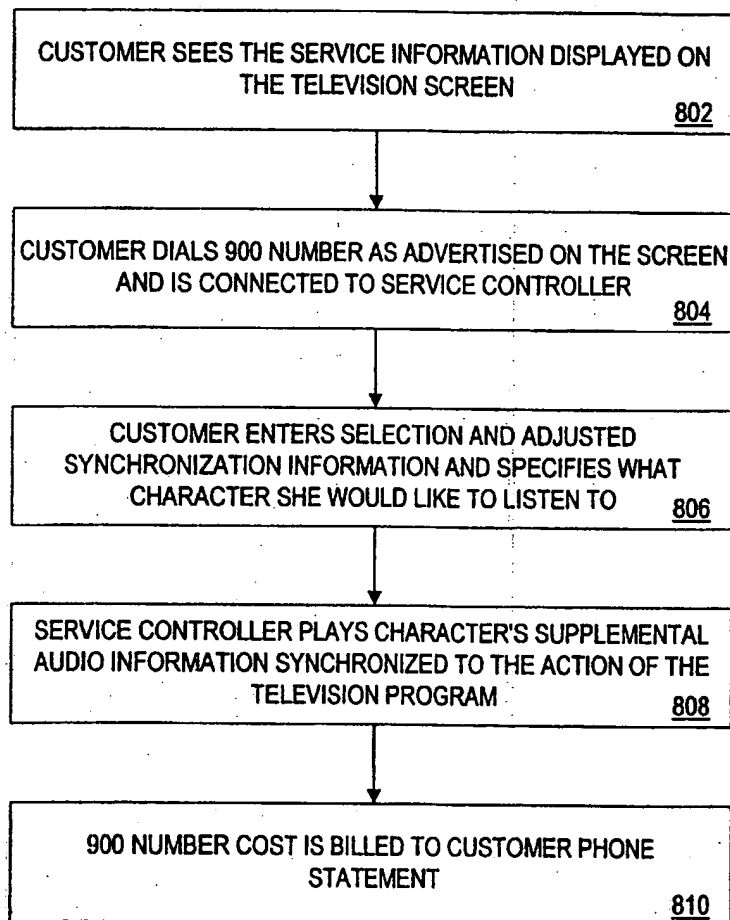 CUSTOMER SEES THE SERVICE INFORMATION DISPLAYED ON
THE TELEVISION SCREEN
802
CUSTOMER DIALS 900 NUMBER AS ADVERTISED ON THE SCREEN
AND IS CONNECTED TO SERVICE CONTROLLER
804
CUSTOMER ENTERS SELECTION AND ADJUSTED
SYNCHRONIZATION INFORMATION AND SPECIFIES WHAT
CHARACTER SHE WOULD LIKE TO LISTEN TO
806
SERVICE CONTROLLER PLAYS CHARACTER'S SUPPLEMENTAL
AUDIO INFORMATION SYNCHRONIZED TO THE ACTION OF THE
TELEVISION PROGRAM
808
900 NUMBER COST IS BILLED TO CUSTOMER PHONE
STATEMENT
810